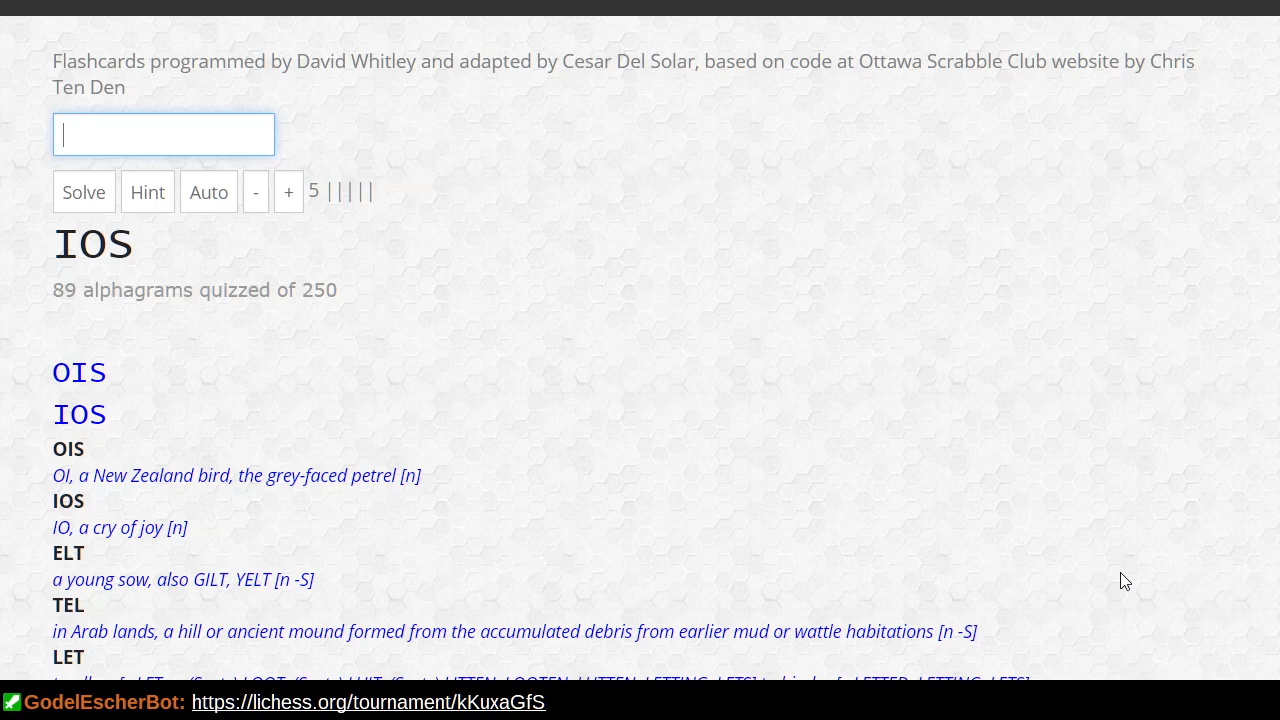 Flashcards programmed by David Whitley and adapted by Cesar Del Solar, based on code at Ottawa Scrabble Club website by Chris
Ten Den
Solve Hint Auto - + 5 |||||
IOS
89 alphagrams quizzed of 250
OIS
IOS
OIS
OI, a New Zealand bird, the grey-faced petrel [n]
IOS
IO, a cry of joy [n]
ELT
a young sow, also GILT, YELT [n -S]
TEL
in Arab lands, a hill or ancient mound formed from the accumulated debris from earlier mud or wattle habitations [n -S]
LET
GodelEscherBot: https://lichess.org/tournament/kKuxaGfS